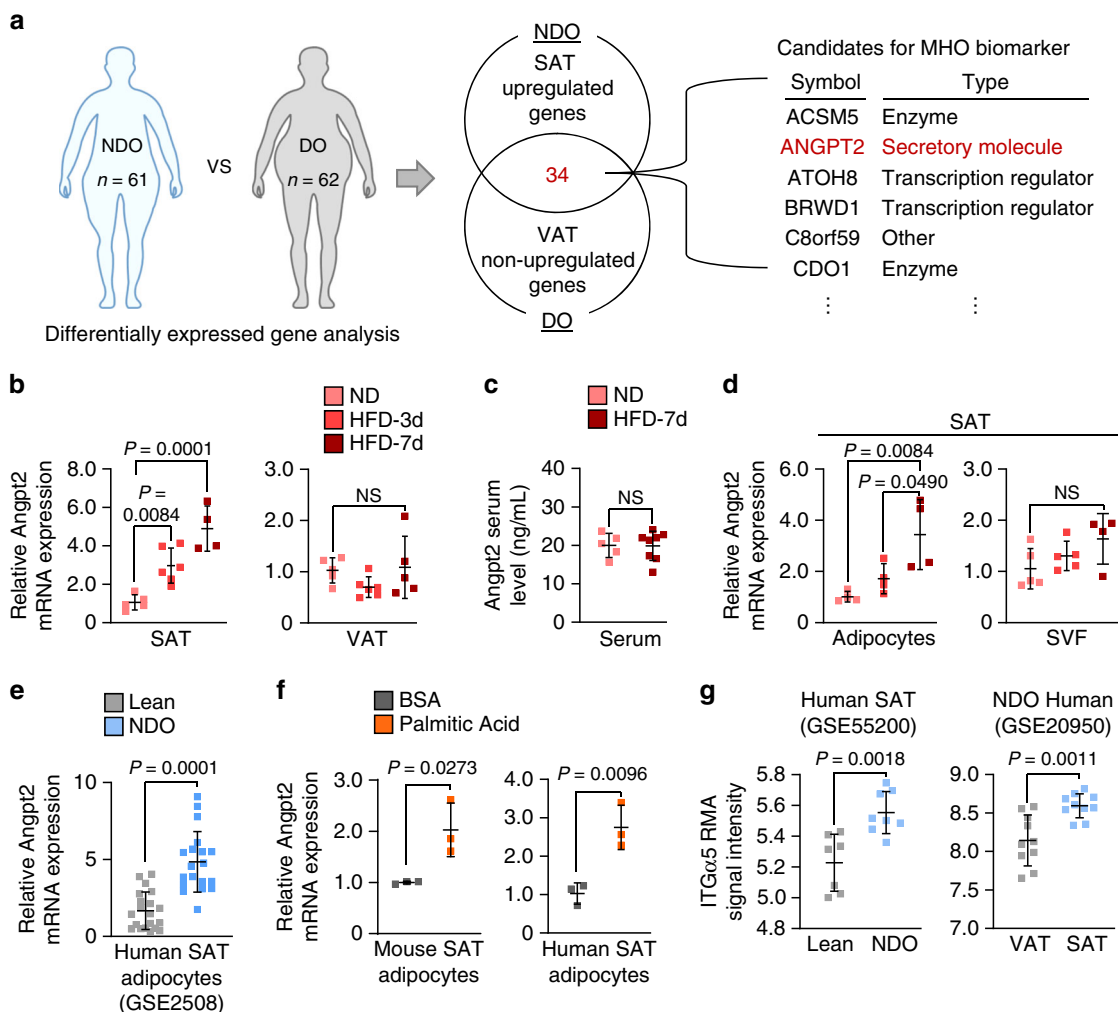 a
NDO
n = 61
VS
DO
n = 62
Differentially expressed gene analysis
NDO
SAT
upregulated
genes
34
VAT
non-upregulated
genes
DO
Candidates for MHO biomarker
Symbol Type
ACSM5 Enzyme
ANGPT2 Secretory molecule
ATOH8 Transcription regulator
BRWD1 Transcription regulator
C8orf59 Other
CDO1 Enzyme
⋮ ⋮
b
ND
HFD-3d
HFD-7d
Relative Angpt2
mRNA expression
8.0
6.0
4.0
2.0
0
P = 0.0001
P =
0.0084
SAT
3.0
2.0
1.0
0
NS
VAT
c
ND
HFD-7d
Angpt2 serum
level (ng/mL)
40
30
20
10
0
NS
Serum
d
SAT
Relative Angpt2
mRNA expression
6.0
4.0
2.0
0
P = 0.0084
P = 0.0490
Adipocytes
3.0
2.0
1.0
0
NS
SVF
e
Lean
NDO
Relative Angpt2
mRNA expression
10
5
0
P = 0.0001
Human SAT
adipocytes
(GSE2508)
f
BSA
Palmitic Acid
Relative Angpt2
mRNA expression
3.0
2.0
1.0
0
P = 0.0273
Mouse SAT
adipocytes
4.0
3.0
2.0
1.0
0
P = 0.0096
Human SAT
adipocytes
g
Human SAT
(GSE55200)
ITGα5 RMA
signal intensity
5.8
5.6
5.4
5.2
5.0
4.8
P = 0.0018
Lean NDO
NDO Human
(GSE20950)
9.0
8.5
8.0
7.5
7.0
P = 0.0011
VAT SAT